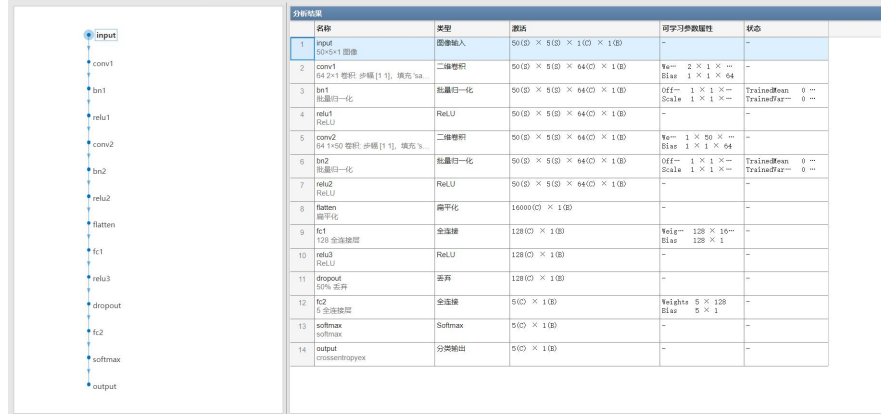 input
conv1
bn1
relu1
conv2
bn2
relu2
flatten
fc1
relu3
dropout
fc2
softmax
output
分析结果
名称 类型 激活 可学习参数属性 状态
1 input 图像输入 50(S) × 5(S) × 1(C) × 1(B) - -
50×5×1 图像
2 conv1 二维卷积 50(S) × 5(S) × 64(C) × 1(B) We… 2 × 1 × … -
64 2×1 卷积: 步幅 [1 1]，填充 'sa... Bias 1 × 1 × 64
3 bn1 批量归一化 50(S) × 5(S) × 64(C) × 1(B) Off… 1 × 1 ×… TrainedMean 0 …
批量归一化 Scale 1 × 1 ×… TrainedVar… 0 …
4 relu1 ReLU 50(S) × 5(S) × 64(C) × 1(B) - -
ReLU
5 conv2 二维卷积 50(S) × 5(S) × 64(C) × 1(B) We… 1 × 50 × … -
64 1×50 卷积: 步幅 [1 1]，填充 's... Bias 1 × 1 × 64
6 bn2 批量归一化 50(S) × 5(S) × 64(C) × 1(B) Off… 1 × 1 ×… TrainedMean 0 …
批量归一化 Scale 1 × 1 ×… TrainedVar… 0 …
7 relu2 ReLU 50(S) × 5(S) × 64(C) × 1(B) - -
ReLU
8 flatten 扁平化 16000(C) × 1(B) - -
扁平化
9 fc1 全连接 128(C) × 1(B) Weig… 128 × 16… -
128 全连接层 Bias 128 × 1
10 relu3 ReLU 128(C) × 1(B) - -
ReLU
11 dropout 丢弃 128(C) × 1(B) - -
50% 丢弃
12 fc2 全连接 5(C) × 1(B) Weights 5 × 128 -
5 全连接层 Bias 5 × 1
13 softmax Softmax 5(C) × 1(B) - -
softmax
14 output 分类输出 5(C) × 1(B) - -
crossentropyex